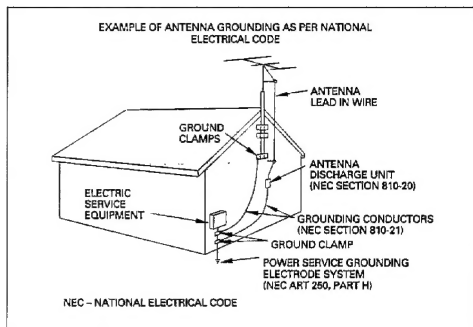 EXAMPLE OF ANTENNA GROUNDING AS PER NATIONAL
ELECTRICAL CODE
ANTENNA
LEAD IN WIRE
GROUND
CLAMPS
ANTENNA
DISCHARGE UNIT
(NEC SECTION 810-20)
ELECTRIC
SERVICE
EQUIPMENT
GROUNDING CONDUCTORS
(NEC SECTION 810-21)
GROUND CLAMP
POWER SERVICE GROUNDING
ELECTRODE SYSTEM
(NEC ART 250, PART H)
NEC – NATIONAL ELECTRICAL CODE